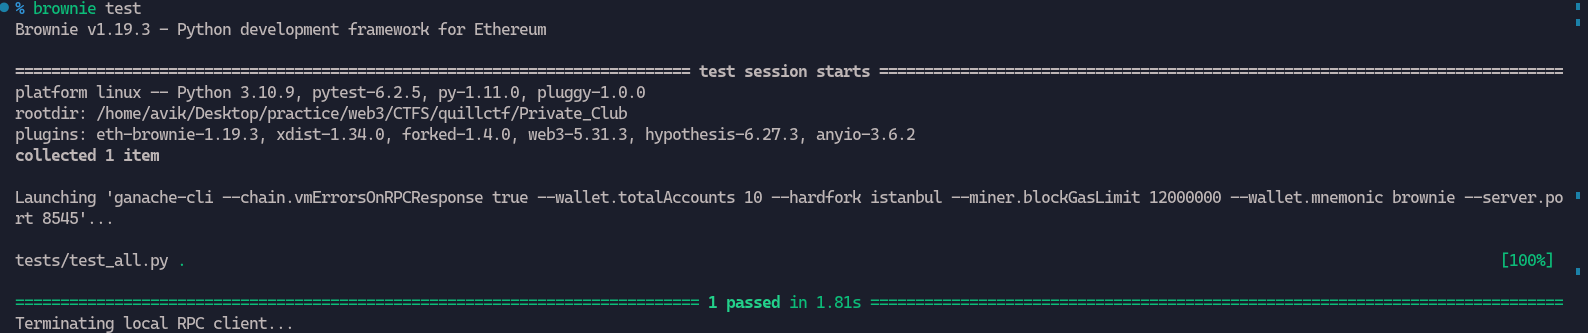 % brownie test
Brownie v1.19.3 - Python development framework for Ethereum
=========================================================================== test session starts ============================================================================
platform linux -- Python 3.10.9, pytest-6.2.5, py-1.11.0, pluggy-1.0.0
rootdir: /home/avik/Desktop/practice/web3/CTFS/quillctf/Private_Club
plugins: eth-brownie-1.19.3, xdist-1.34.0, forked-1.4.0, web3-5.31.3, hypothesis-6.27.3, anyio-3.6.2
collected 1 item
Launching 'ganache-cli --chain.vmErrorsOnRPCResponse true --wallet.totalAccounts 10 --hardfork istanbul --miner.blockGasLimit 12000000 --wallet.mnemonic brownie --server.po
rt 8545'...
tests/test_all.py . [100%]
============================================================================ 1 passed in 1.81s =============================================================================
Terminating local RPC client...